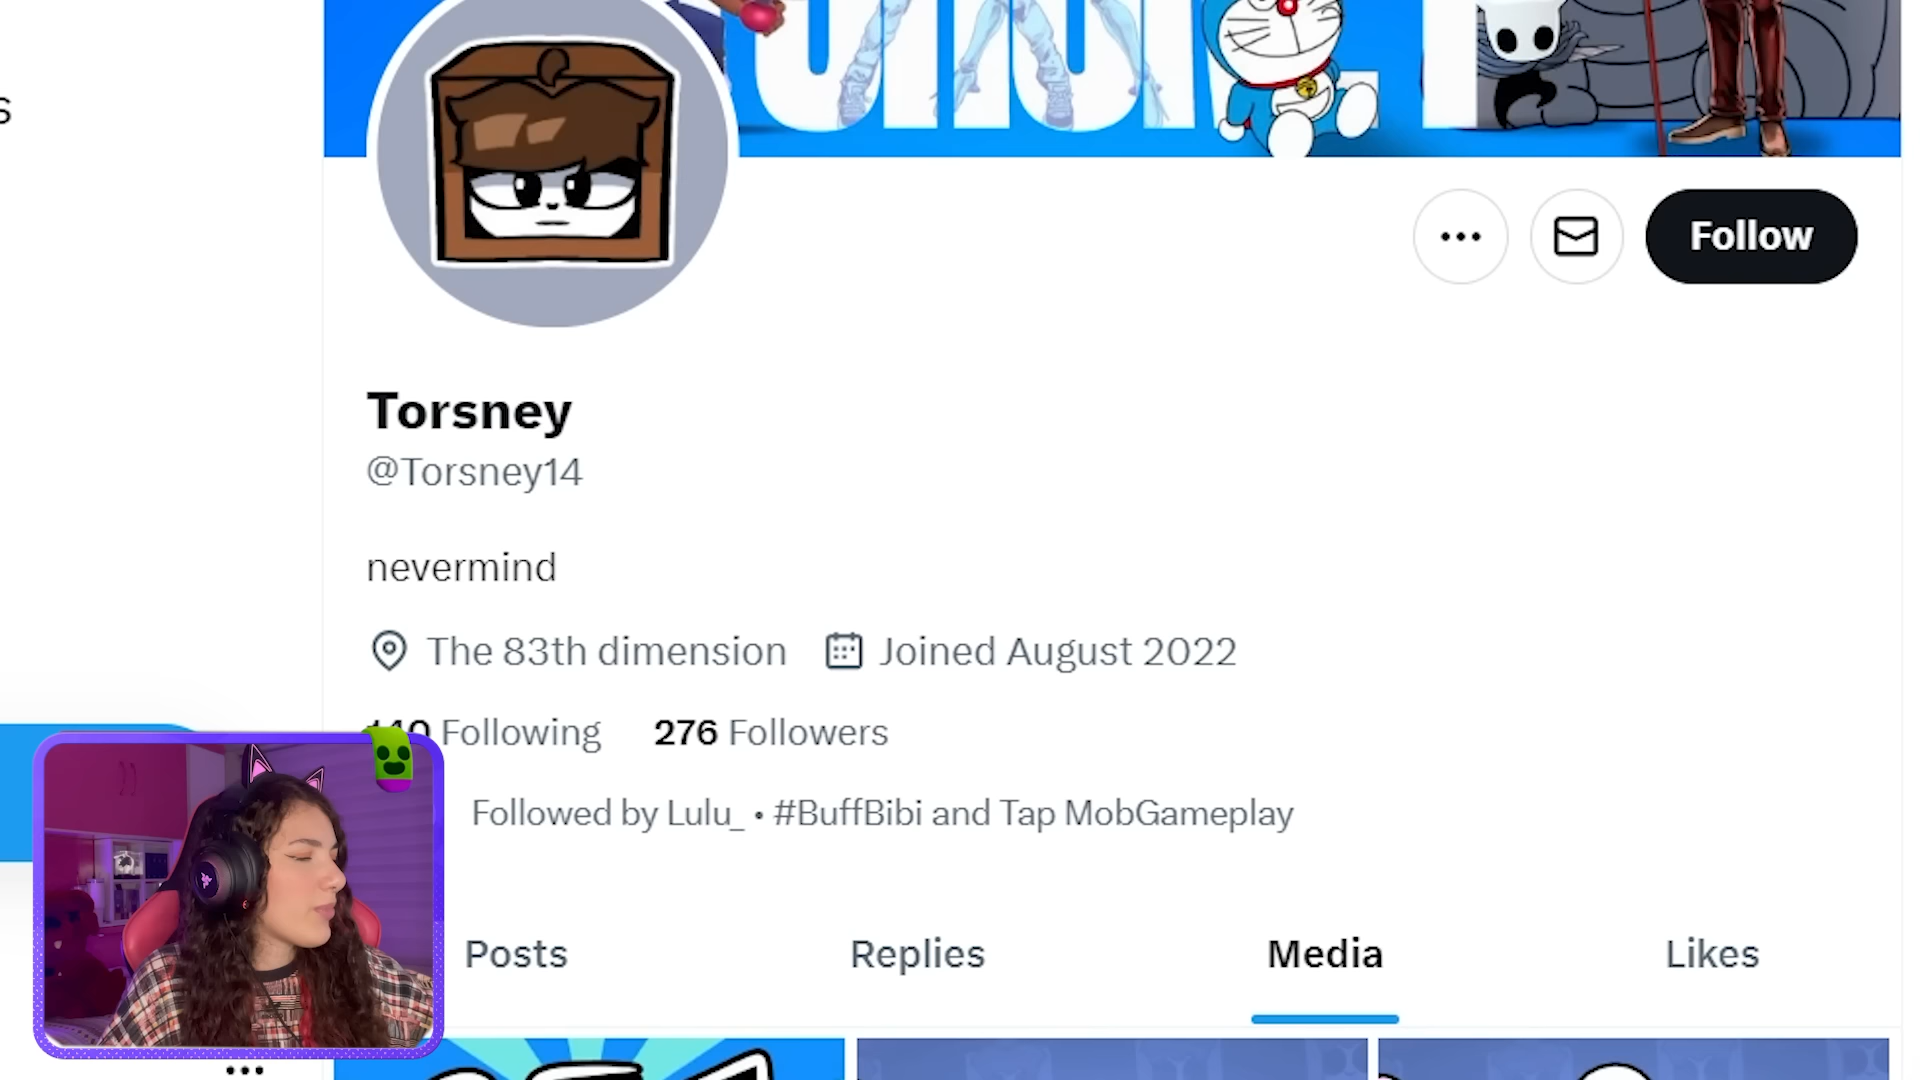 s
Follow
Torsney
@Torsney14
nevermind
The 83th dimension Joined August 2022
Following 276 Followers
Followed by Lulu_ • #BuffBibi and Tap MobGameplay
Posts Replies Media Likes